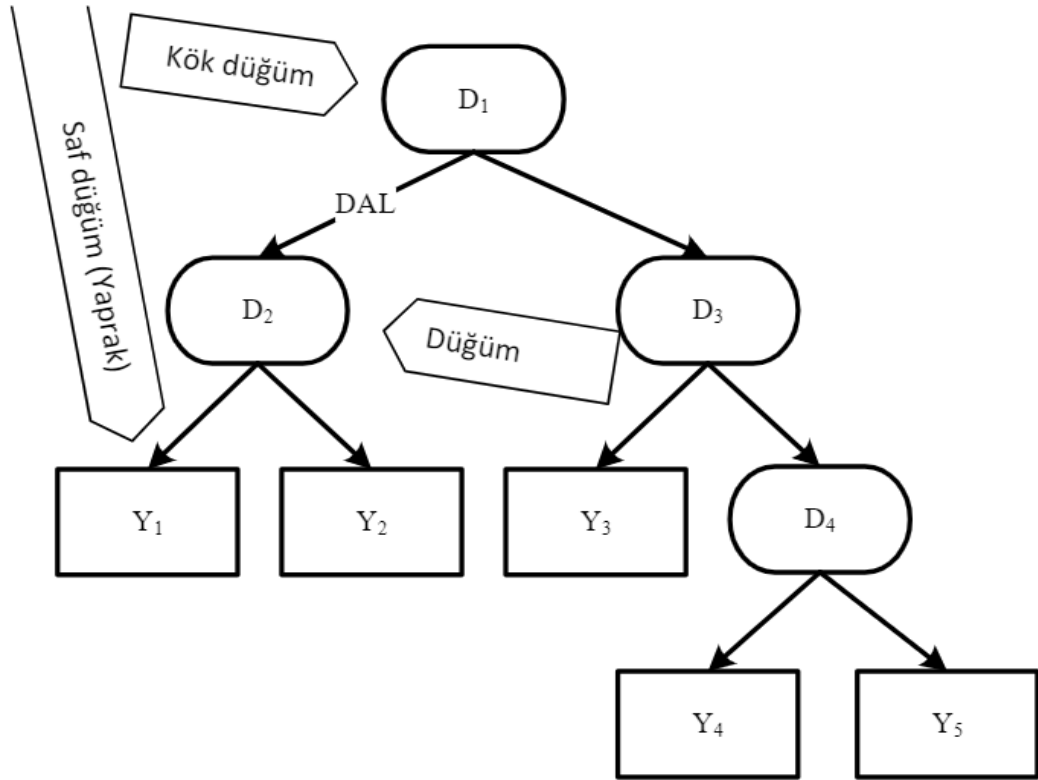 Kök düğüm
D₁
Saf düğüm (Yaprak)
DAL
D₂
Düğüm
D₃
Y₁
Y₂
Y₃
D₄
Y₄
Y₅